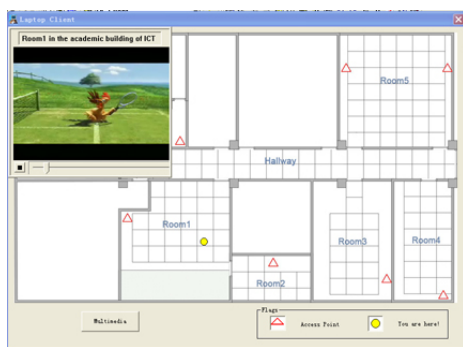 Laptop Client
Room1 in the academic building of ICT
Room5
Hallway
Room1
Room3
Room4
Room2
Multimedia
Flags
Access Point
You are here!